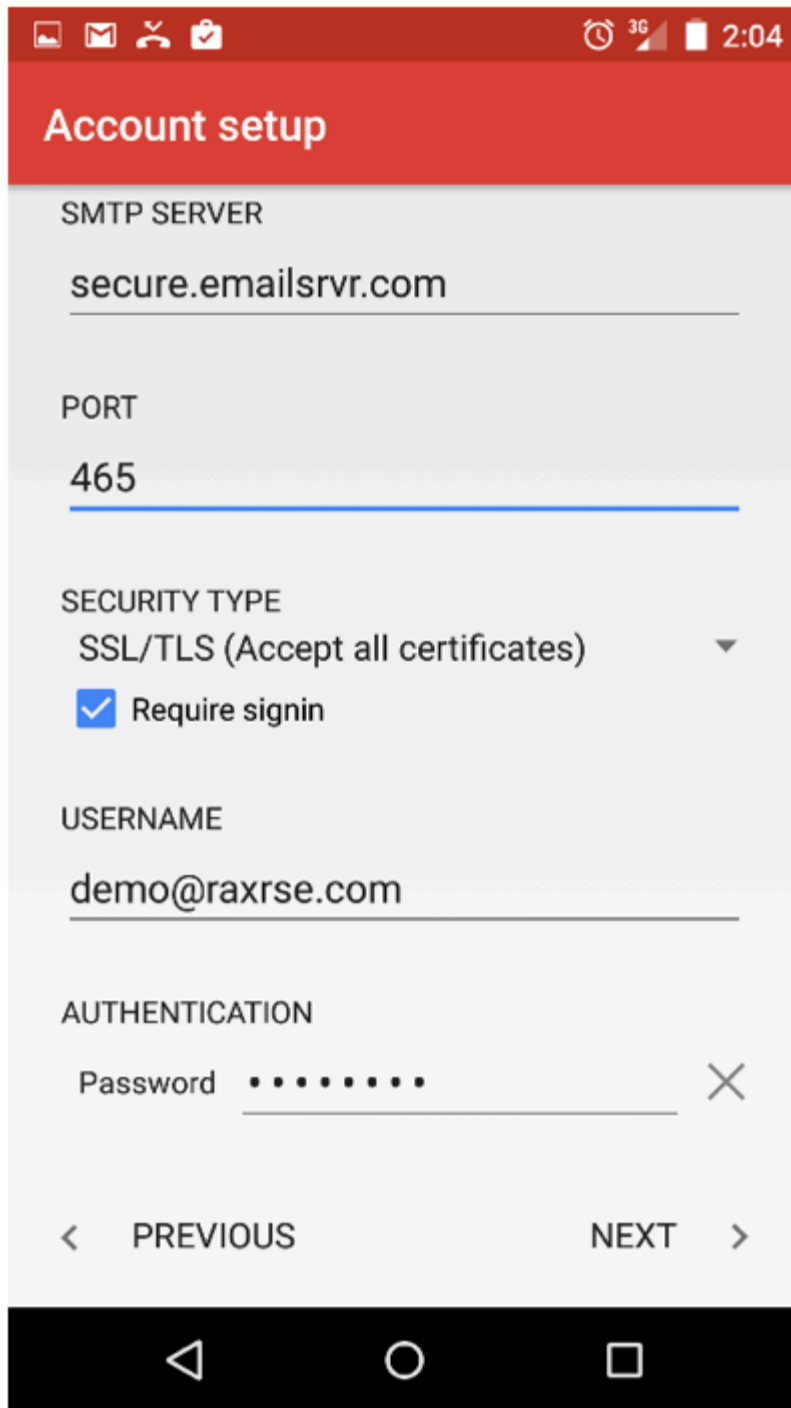 3G 2:04
Account setup
SMTP SERVER
secure.emailsrvr.com
PORT
465
SECURITY TYPE
SSL/TLS (Accept all certificates)
Require signin
USERNAME
demo@raxrse.com
AUTHENTICATION
Password ••••••••
PREVIOUS NEXT